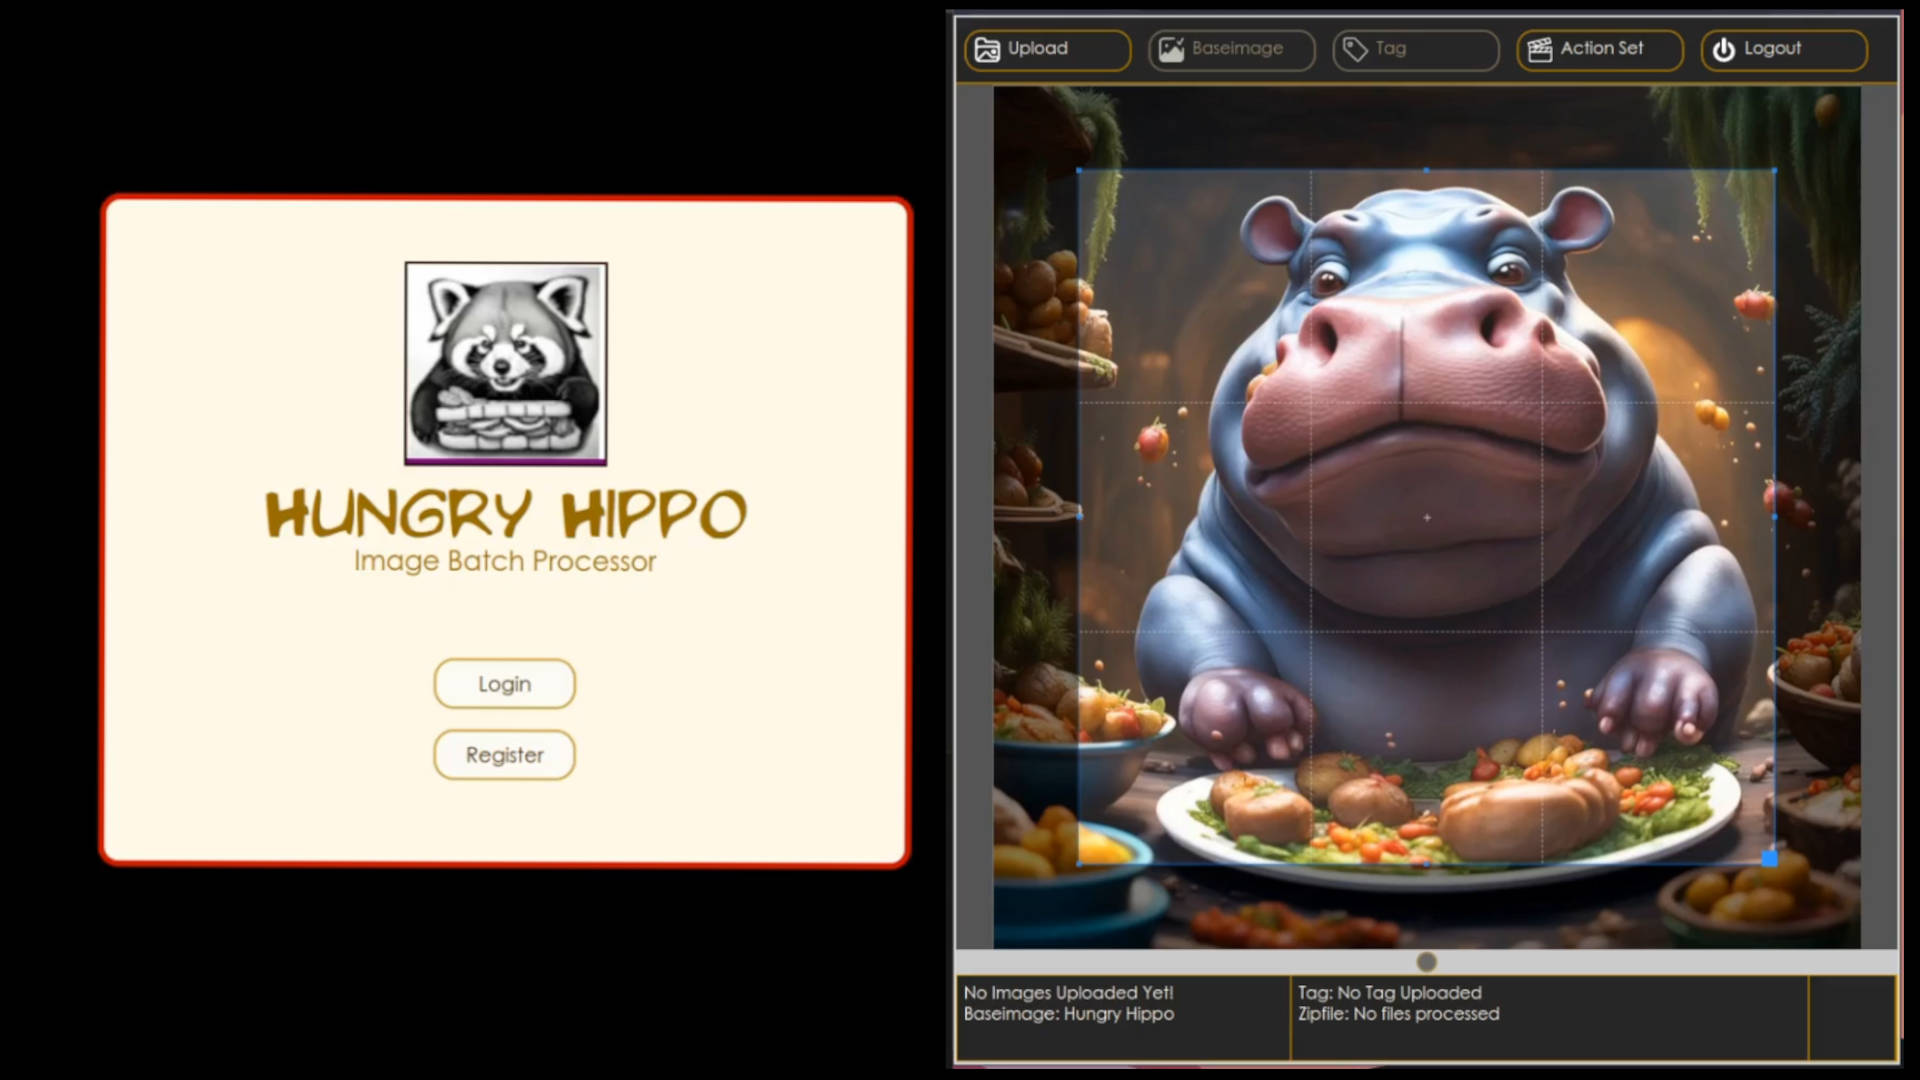 HUNGRY HIPPO
Image Batch Processor
Login
Register
Upload
Baseimage
Tag
Action Set
Logout
No Images Uploaded Yet!
Baseimage: Hungry Hippo
Tag: No Tag Uploaded
Zipfile: No files processed